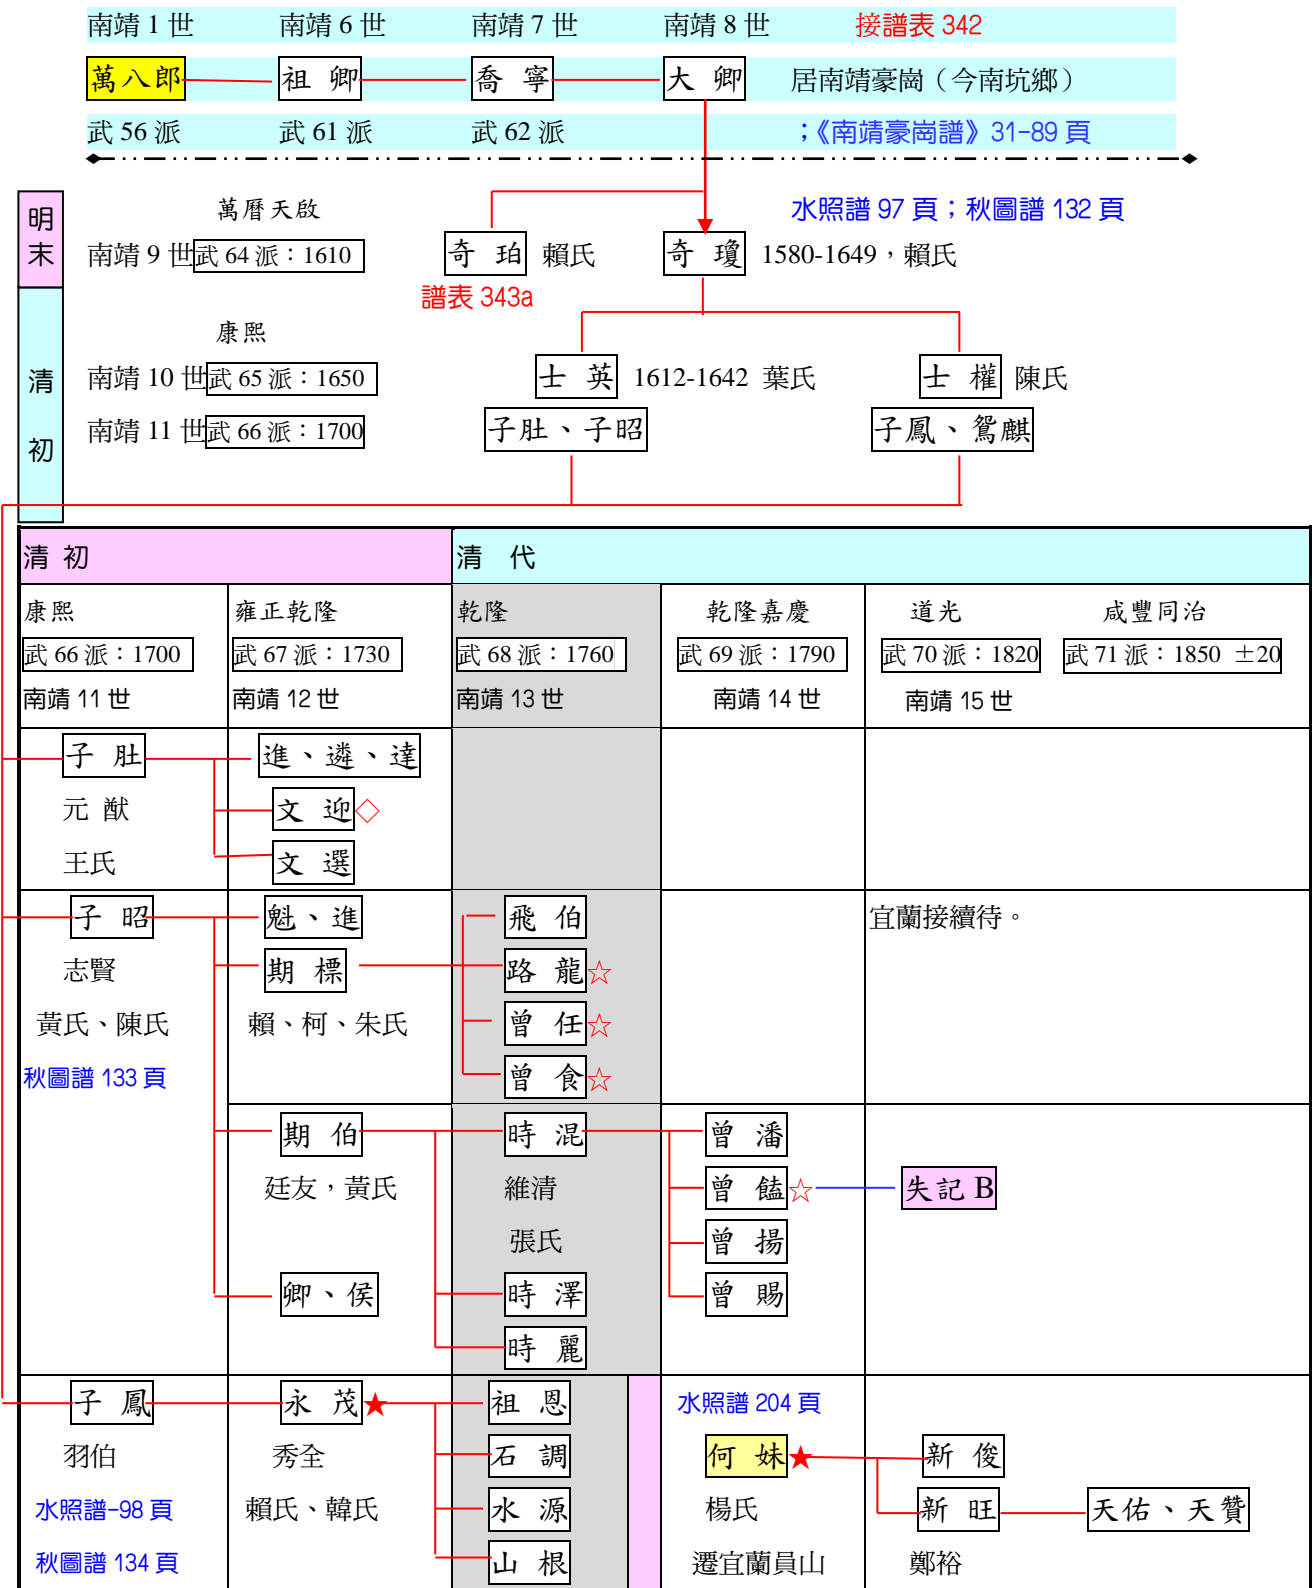 南靖 1 世 南靖 6 世 南靖 7 世 南靖 8 世 接譜表 342
萬八郎 祖 卿 喬 寧 大 卿 居南靖豪崗（今南坑鄉）
武 56 派 武 61 派 武 62 派 ；《南靖豪崗譜》31-89 頁
明末
萬曆天啟 水照譜 97 頁；秋圖譜 132 頁
南靖 9 世 武 64 派：1610 奇 珀 賴氏 奇 瓊 1580-1649，賴氏
譜表 343a
清初
康熙
南靖 10 世 武 65 派：1650 士 英 1612-1642 葉氏 士 權 陳氏
南靖 11 世 武 66 派：1700 子肚、子昭 子鳳、鴛麒
清 初 清 代
康熙 雍正乾隆 乾隆 乾隆嘉慶 道光 咸豐同治
武 66 派：1700 武 67 派：1730 武 68 派：1760 武 69 派：1790 武 70 派：1820 武 71 派：1850 ±20
南靖 11 世 南靖 12 世 南靖 13 世 南靖 14 世 南靖 15 世
子 肚 進、遴、達
元 猷 文 迎◇
王氏 文 選
子 昭 魁、進 飛 伯 宜蘭接續待。
志賢 期 標 路 龍☆
黃氏、陳氏 賴、柯、朱氏 曾 任☆
秋圖譜 133 頁 曾 食☆
期 伯 時 混 曾 潘
廷友，黃氏 維清 曾 饁☆ 失記 B
張氏 曾 揚
卿、侯 時 澤 曾 賜
時 麗
子 鳳 永 茂★ 祖 恩 水照譜 204 頁
羽伯 秀全 石 調 何 妹★ 新 俊
水照譜-98 頁 賴氏、韓氏 水 源 楊氏 新 旺 天佑、天贊
秋圖譜 134 頁 山 根 遷宜蘭員山 鄭裕